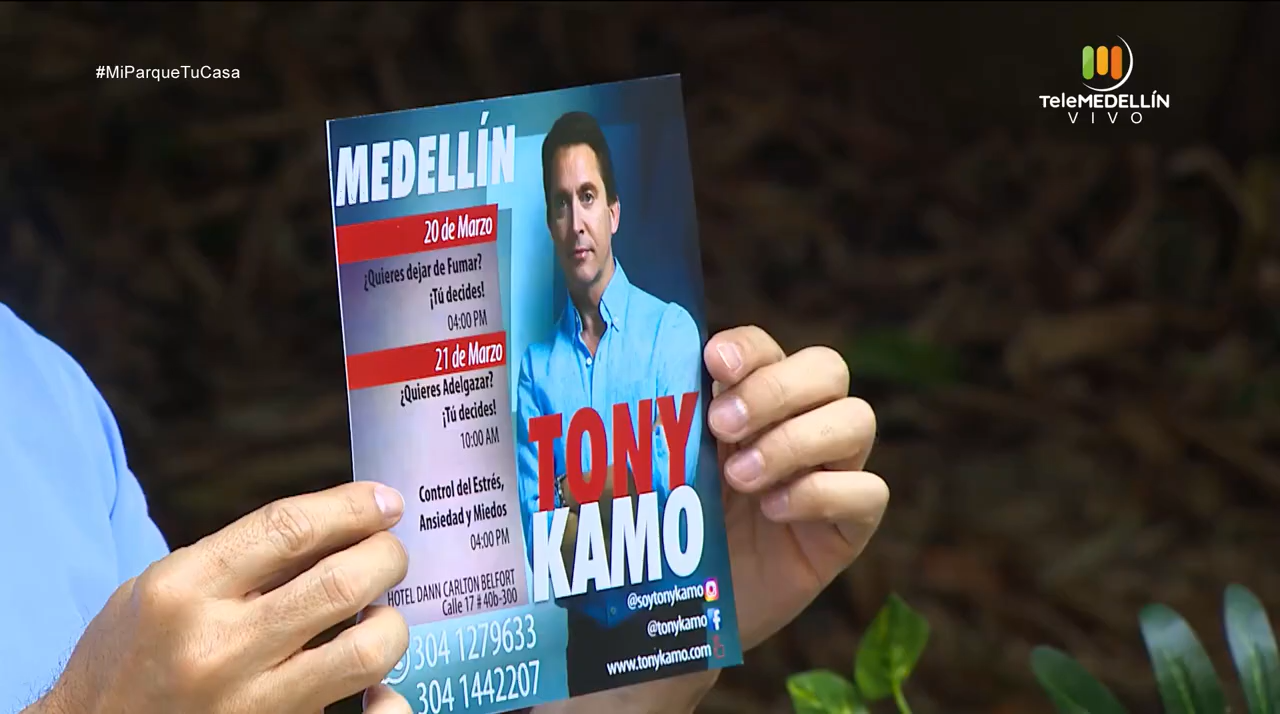 #MiParqueTuCasa
TeleMEDELLÍN
VIVO
MEDELLÍN
20 de Marzo
¿Quieres dejar de Fumar?
¡Tú decides!
04:00 PM
21 de Marzo
¿Quieres Adelgazar?
¡Tú decides!
10:00 AM
Control del Estrés,
Ansiedad y Miedos
04:00 PM
HOTEL DANN CARLTON BELFORT
Calle 17 # 40b-300
304 1279633
304 1442207
TONY
KAMO
@soytonykamo
@tonykamo
www.tonykamo.com